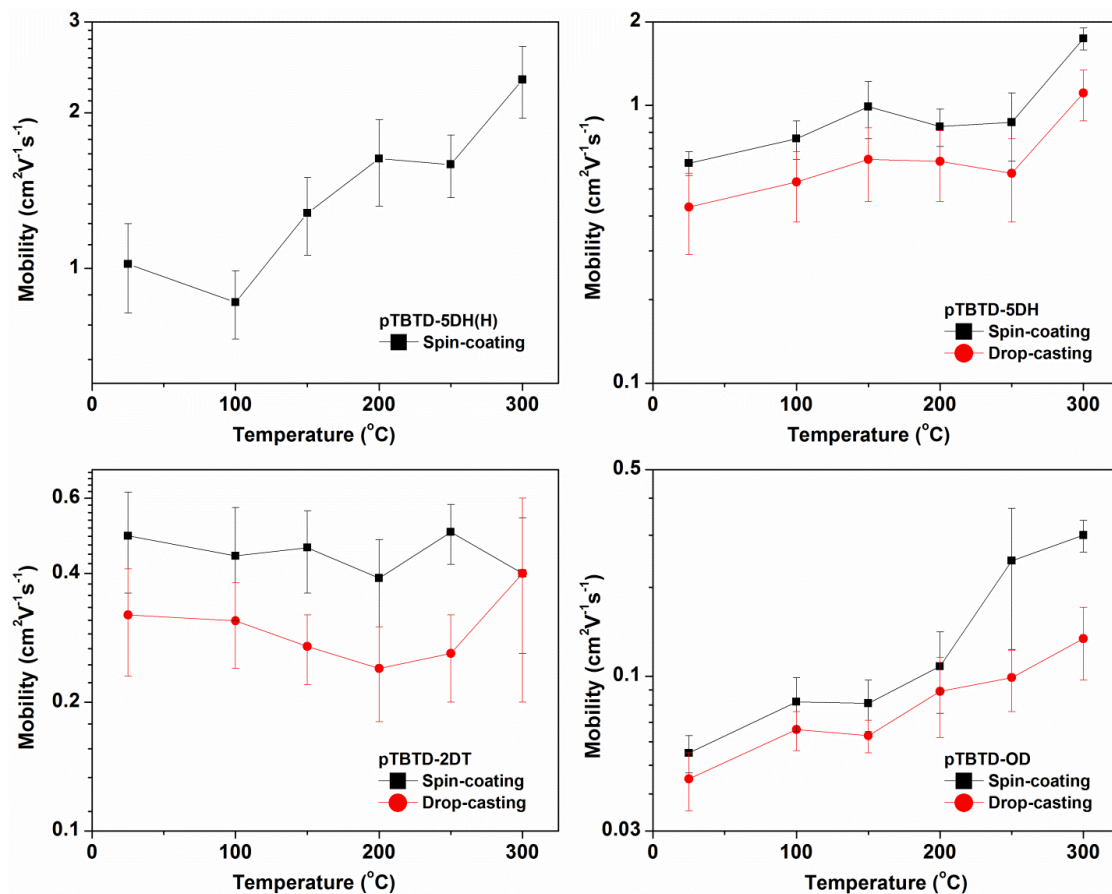 3
2
1
Mobility (cm²V⁻¹s⁻¹)
pTBTD-5DH(H)
Spin-coating
0 100 200 300
Temperature (°C)
2
1
0.1
Mobility (cm²V⁻¹s⁻¹)
pTBTD-5DH
Spin-coating
Drop-casting
0 100 200 300
Temperature (°C)
0.6
0.4
0.2
0.1
Mobility (cm²V⁻¹s⁻¹)
pTBTD-2DT
Spin-coating
Drop-casting
0 100 200 300
Temperature (°C)
0.5
0.1
0.03
Mobility (cm²V⁻¹s⁻¹)
pTBTD-OD
Spin-coating
Drop-casting
0 100 200 300
Temperature (°C)